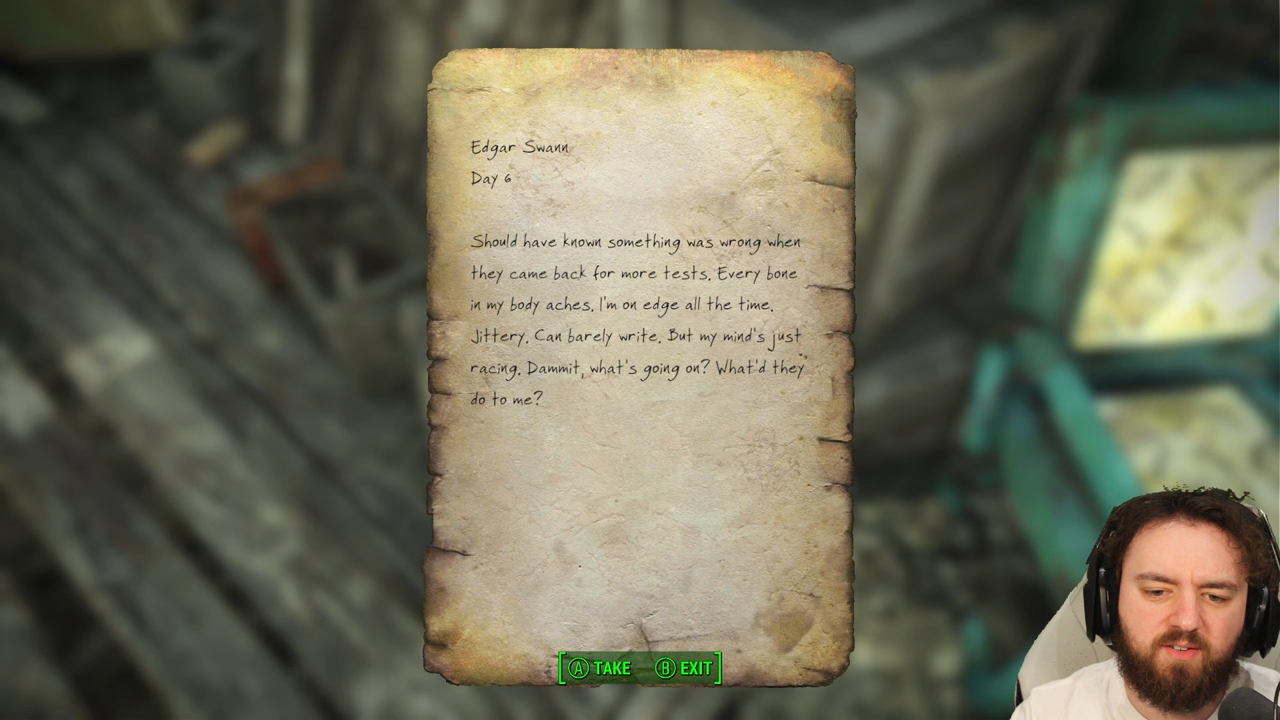 Edgar Swann
Day 6
Should have known something was wrong when
they came back for more tests. Every bone
in my body aches. I'm on edge all the time.
Jittery. Can barely write. But my mind's just
racing. Dammit, what's going on? What'd they
do to me?
A TAKE B EXIT